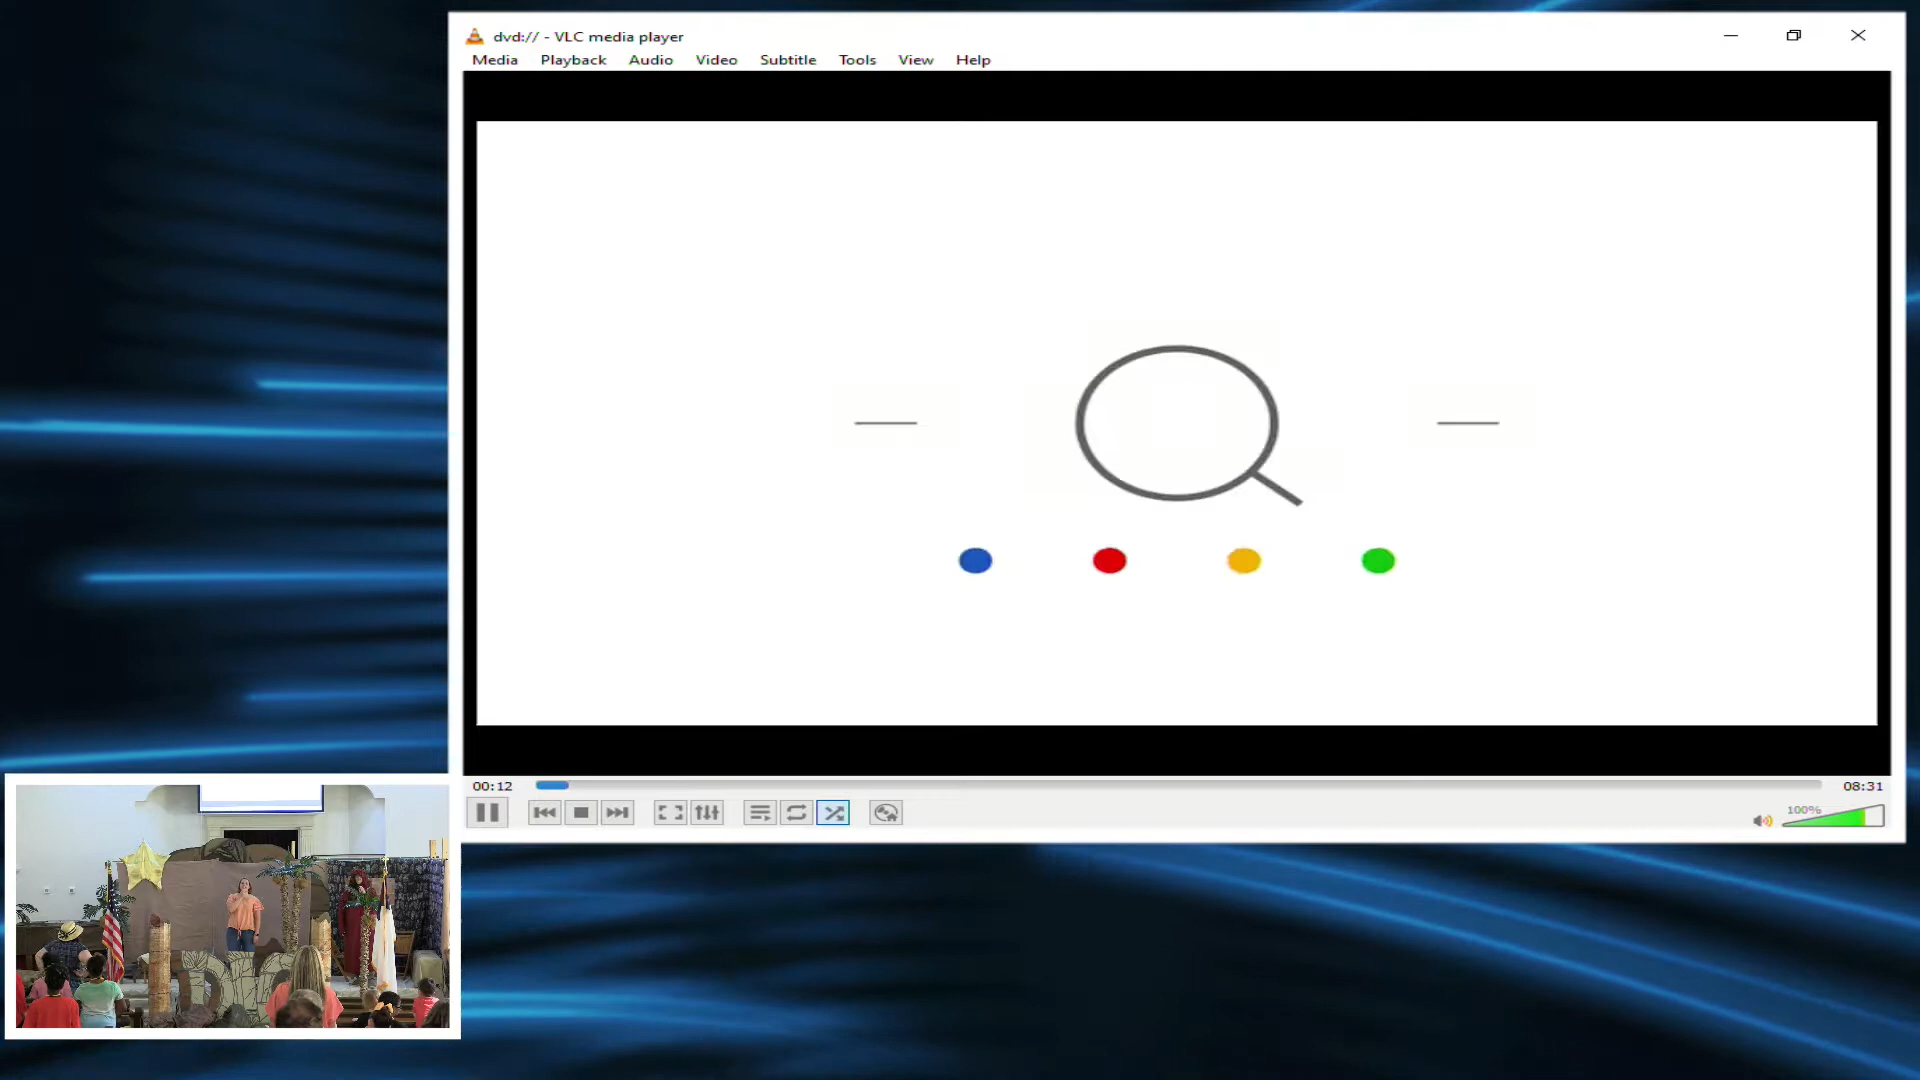 dvd:// - VLC media player
Media Playback Audio Video Subtitle Tools View Help
00:12
08:31
100%